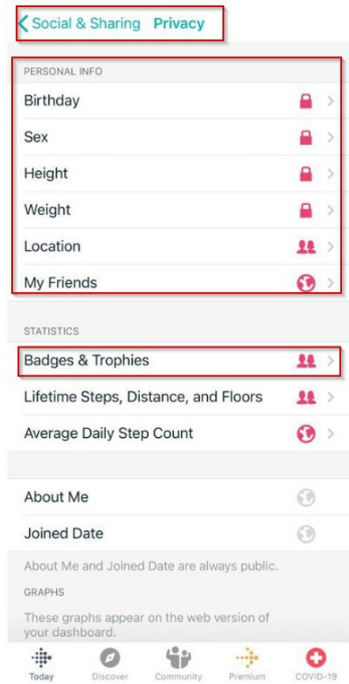 Social & Sharing Privacy
PERSONAL INFO
Birthday
Sex
Height
Weight
Location
My Friends
STATISTICS
Badges & Trophies
Lifetime Steps, Distance, and Floors
Average Daily Step Count
About Me
Joined Date
About Me and Joined Date are always public.
GRAPHS
These graphs appear on the web version of
your dashboard.
Today Discover Community Premium COVID-19